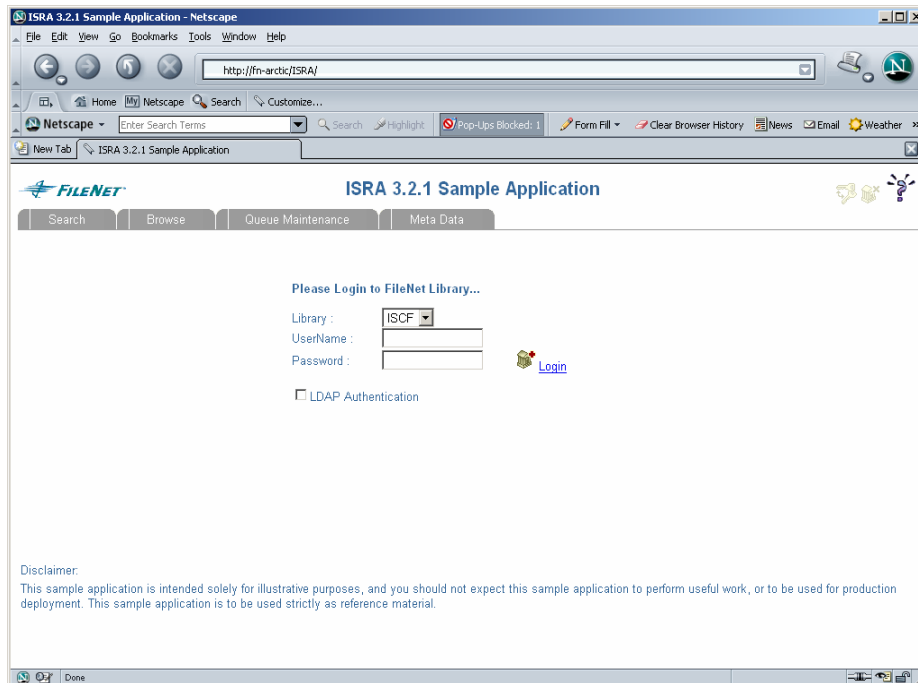 ISRA 3.2.1 Sample Application - Netscape
File Edit View Go Bookmarks Tools Window Help
http://fn-arctic/ISRA/
Home My Netscape Search Customize...
Netscape Enter Search Terms Search Highlight Pop-Ups Blocked: 1 Form Fill Clear Browser History News Email Weather »
New Tab ISRA 3.2.1 Sample Application
FILENET ISRA 3.2.1 Sample Application
Search Browse Queue Maintenance Meta Data
Please Login to FileNet Library...
Library : ISCF
UserName :
Password : Login
LDAP Authentication
Disclaimer:
This sample application is intended solely for illustrative purposes, and you should not expect this sample application to perform useful work, or to be used for production
deployment. This sample application is to be used strictly as reference material.
Done